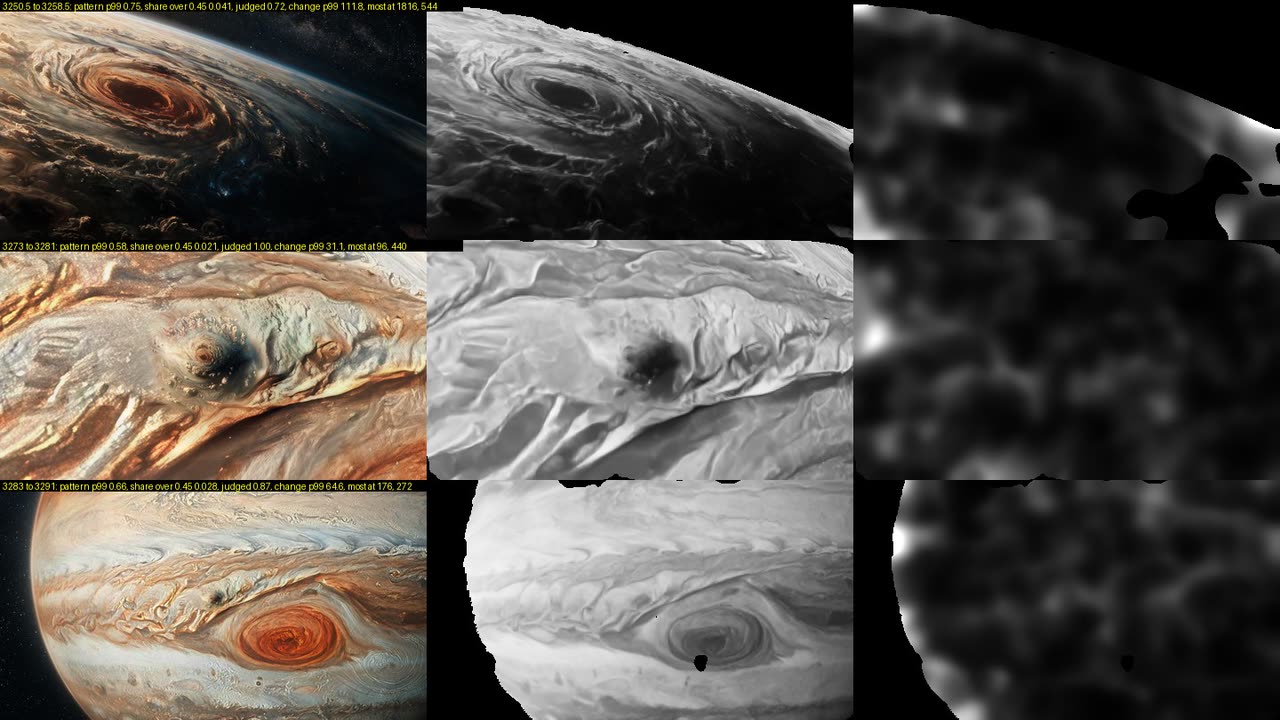 3250.5 to 3258.5: pattern p99 0.75, share over 0.45 0.041, judged 0.72, change p99 111.8, most at 1816, 544
3273 to 3281: pattern p99 0.58, share over 0.45 0.021, judged 1.00, change p99 31.1, most at 96, 440
3283 to 3291: pattern p99 0.66, share over 0.45 0.028, judged 0.87, change p99 64.6, most at 176, 272